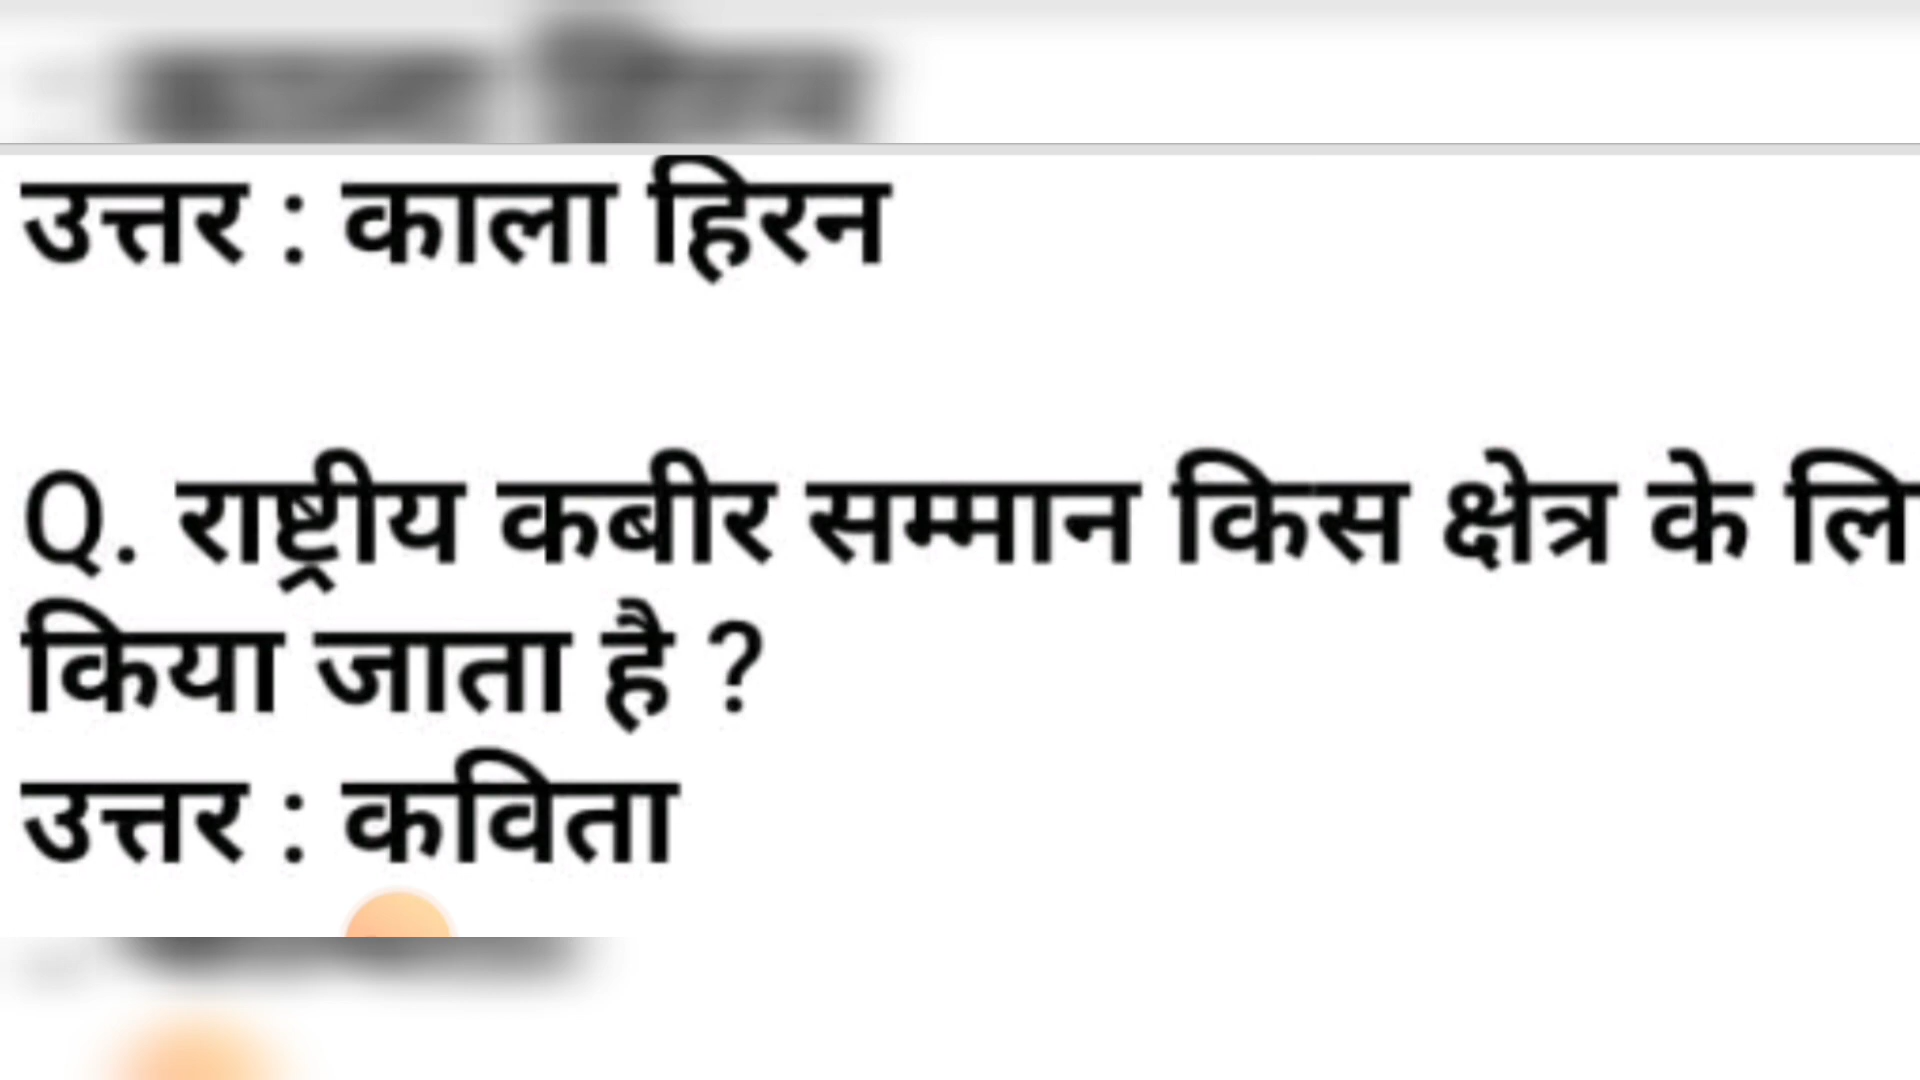 उत्तर : काला हिरन
Q. राष्ट्रीय कबीर सम्मान किस क्षेत्र के लि
किया जाता है ?
उत्तर : कविता